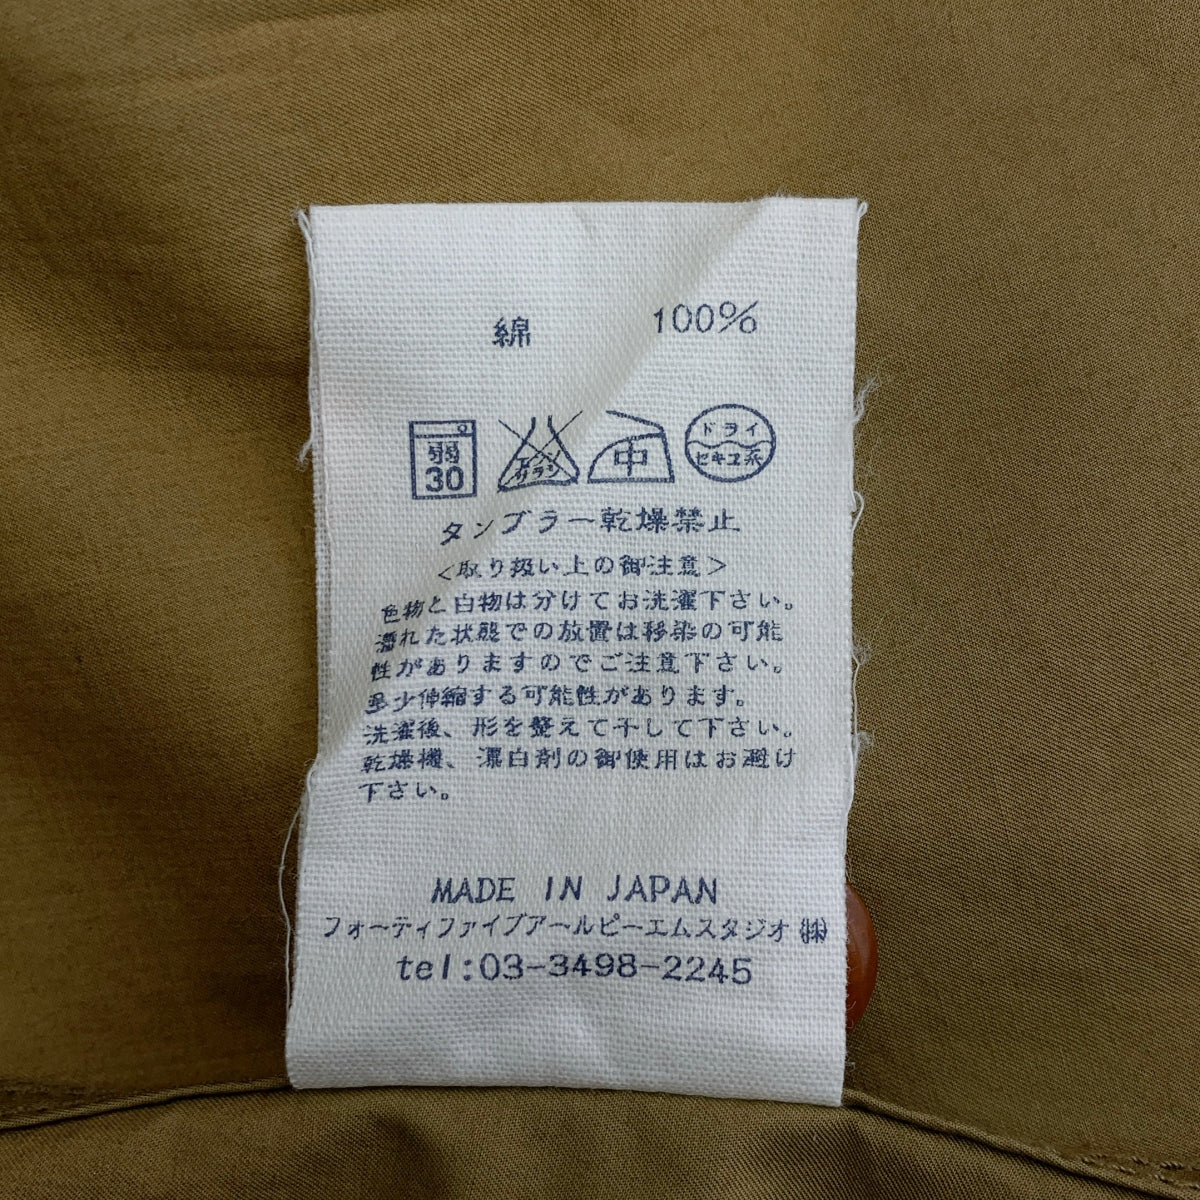 綿 100%
弱 30 エンソサラシ 中 ドライ セキユ系
タンブラー乾燥禁止
<取り扱い上の御注意>
色物と白物は分けてお洗濯下さい。
濡れた状態での放置は移染の可能
性がありますのでご注意下さい。
多少伸縮する可能性があります。
洗濯後、形を整えて干して下さい。
乾燥機、漂白剤の御使用はお避け
下さい。
MADE IN JAPAN
フォーティファイブアールピーエムスタジオ㈱
tel:03-3498-2245